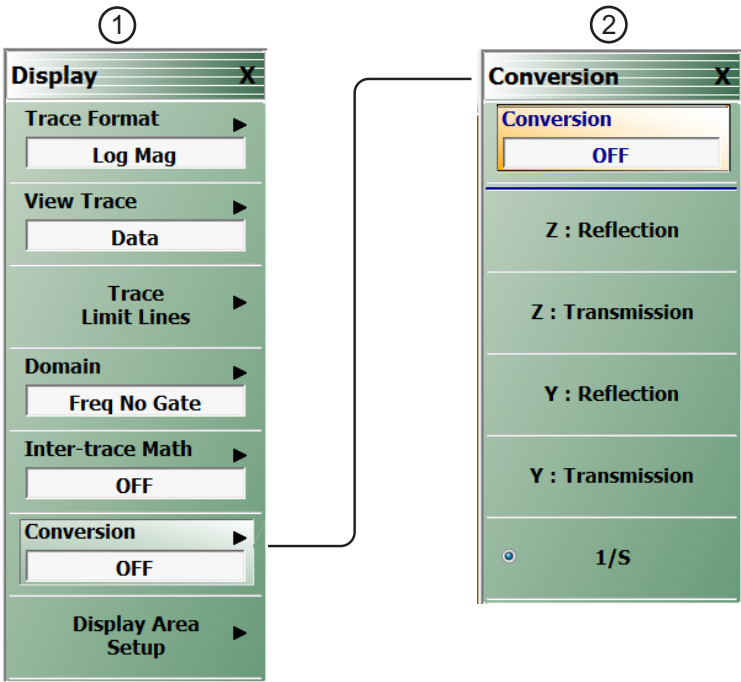 1
Display X
Trace Format
Log Mag
View Trace
Data
Trace
Limit Lines
Domain
Freq No Gate
Inter-trace Math
OFF
Conversion
OFF
Display Area
Setup
2
Conversion X
Conversion
OFF
Z : Reflection
Z : Transmission
Y : Reflection
Y : Transmission
1/S